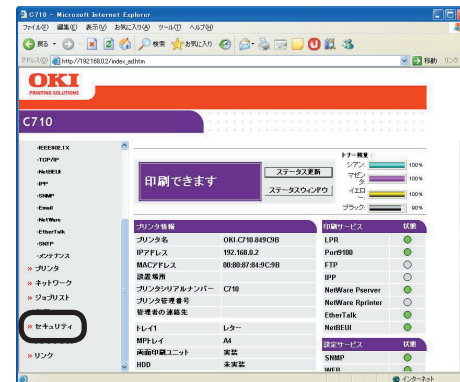 C710 - Microsoft Internet Explorer
ファイル(F) 編集(E) 表示(V) お気に入り(A) ツール(T) ヘルプ(H)
戻る 検索 お気に入り
アドレス(D) http://192.168.0.2/index_ad.htm 移動 リンク
OKI
PRINTING SOLUTIONS
C710
-IEEE802.1X
-TCP/IP
-NetBEUI
-IPP
-SNMP
-Email
-NetWare
-EtherTalk
-SNTP
-メンテナンス
» プリンタ
» ネットワーク
» ジョブリスト
» セキュリティ
» リンク
印刷できます
ステータス更新
ステータスウィンドウ
トナー残量:
シアン: 100%
マゼンタ: 100%
イエロー: 100%
ブラック: 90%
プリンタ情報
プリンタ名 OKI-C710-849C9B
IPアドレス 192.168.0.2
MACアドレス 00:80:87:84:9C:9B
設置場所
プリンタシリアルナンバー C710
プリンタ管理番号
管理者の連絡先
トレイ1 レター
MPトレイ A4
両面印刷ユニット 実装
HDD 未実装
印刷サービス 状態
LPR
Port9100
FTP
IPP
NetWare Pserver
NetWare Rprinter
EtherTalk
NetBEUI
設定サービス 状態
SNMP
WEB
インターネット